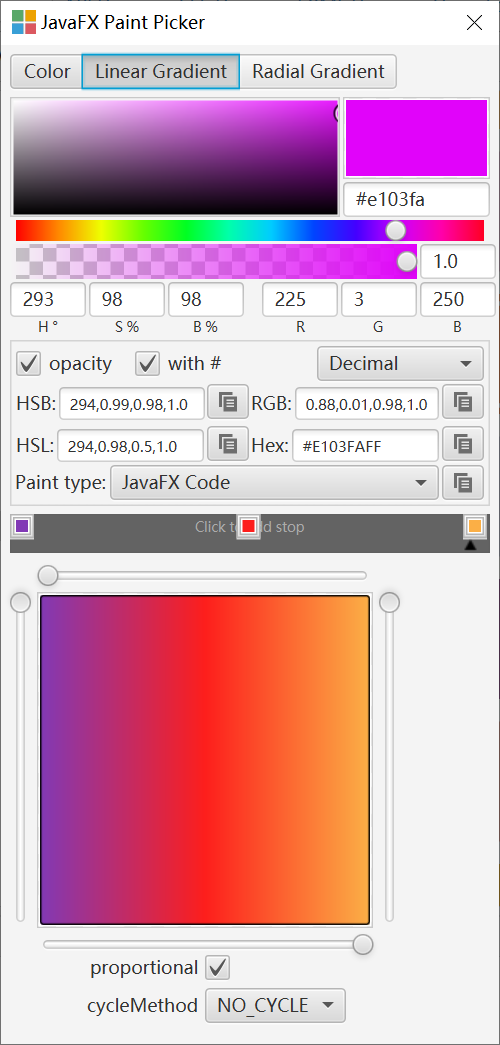 JavaFX Paint Picker
Color Linear Gradient Radial Gradient
#e103fa
1.0
293 98 98 225 3 250
H ° S % B % R G B
opacity with # Decimal
HSB: 294,0.99,0.98,1.0 RGB: 0.88,0.01,0.98,1.0
HSL: 294,0.98,0.5,1.0 Hex: #E103FAFF
Paint type: JavaFX Code
Click to add stop
proportional
cycleMethod NO_CYCLE